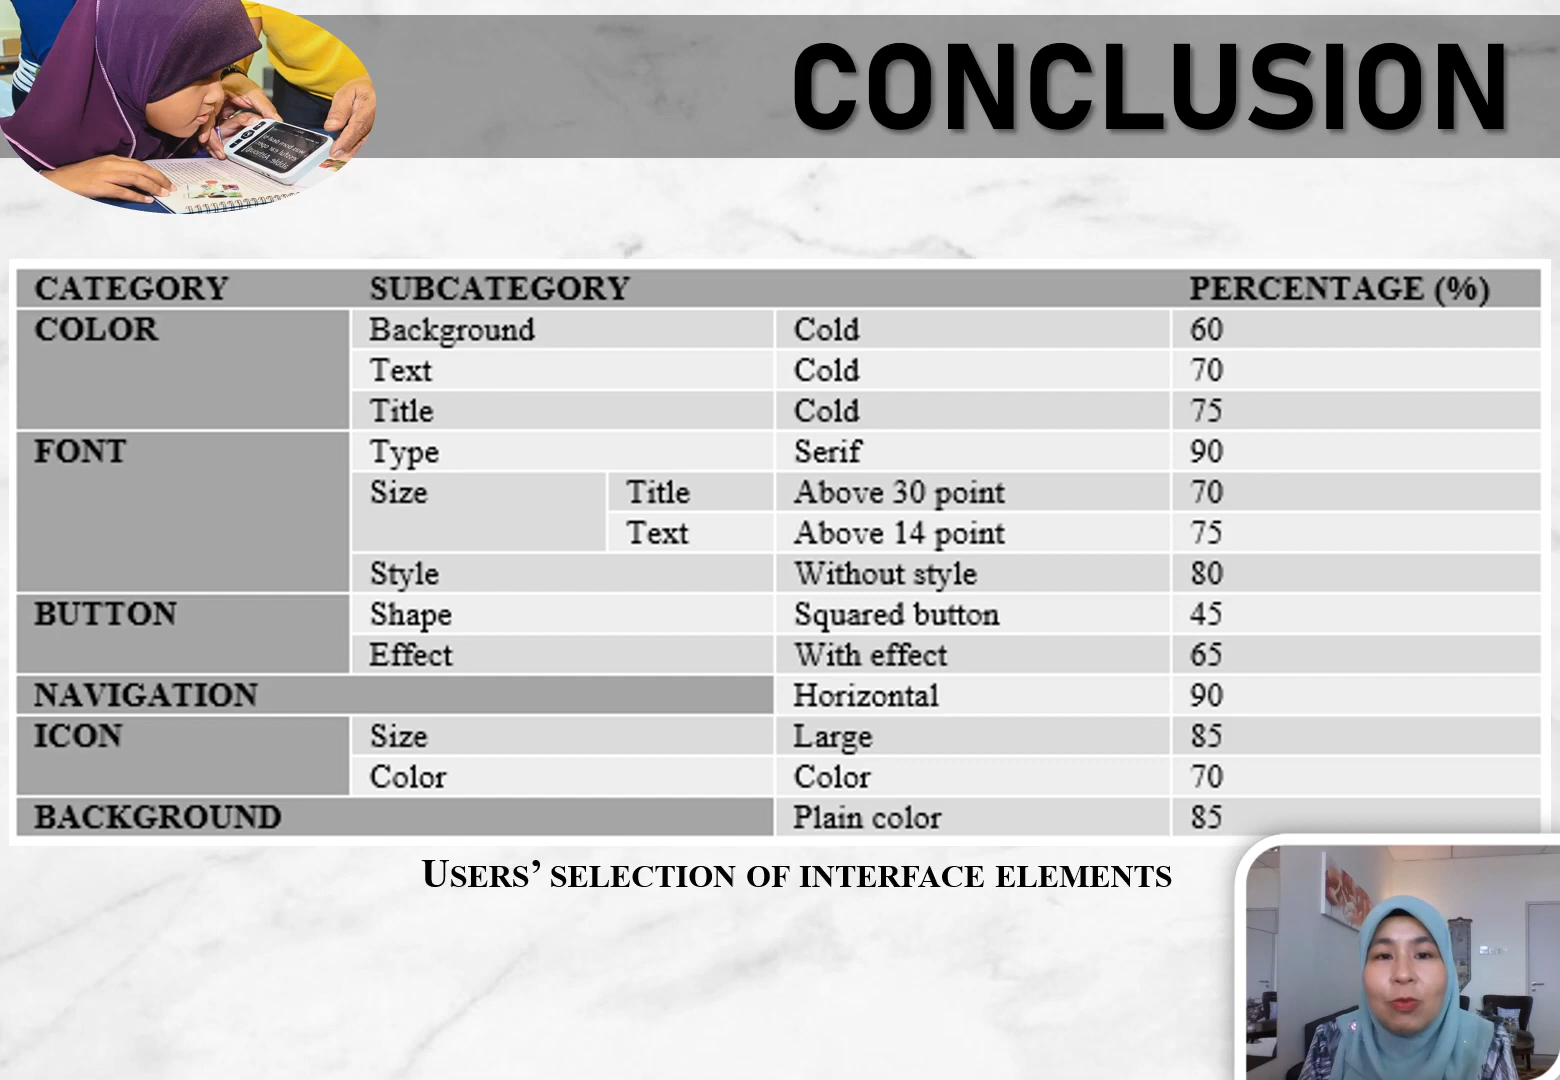 CONCLUSION
CATEGORY SUBCATEGORY PERCENTAGE (%)
COLOR Background Cold 60
Text Cold 70
Title Cold 75
FONT Type Serif 90
Size Title Above 30 point 70
Text Above 14 point 75
Style Without style 80
BUTTON Shape Squared button 45
Effect With effect 65
NAVIGATION Horizontal 90
ICON Size Large 85
Color Color 70
BACKGROUND Plain color 85
USERS’ SELECTION OF INTERFACE ELEMENTS